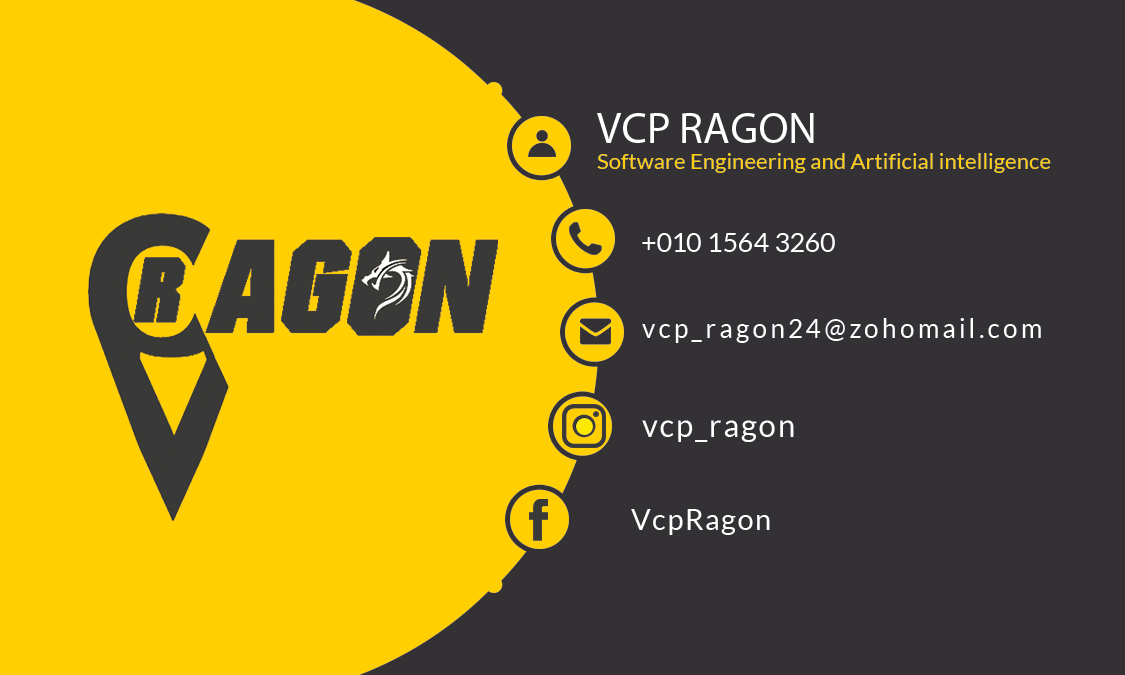 RAGON
VCP RAGON
Software Engineering and Artificial intelligence
+010 1564 3260
vcp_ragon24@zohomail.com
vcp_ragon
VcpRagon